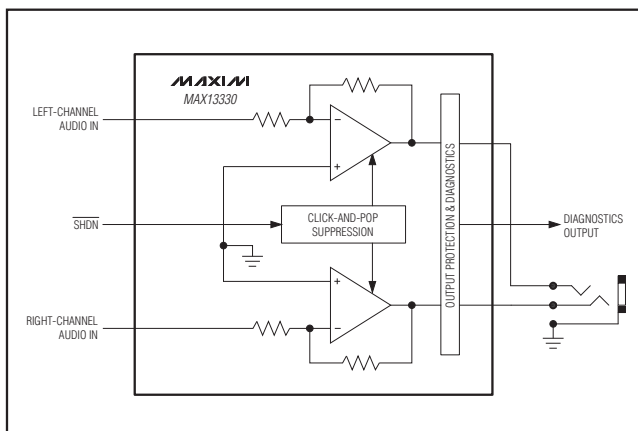 MAXIM
MAX13330
LEFT-CHANNEL
AUDIO IN
−
+
SHDN
CLICK-AND-POP
SUPPRESSION
OUTPUT PROTECTION & DIAGNOSTICS
DIAGNOSTICS
OUTPUT
+
−
RIGHT-CHANNEL
AUDIO IN